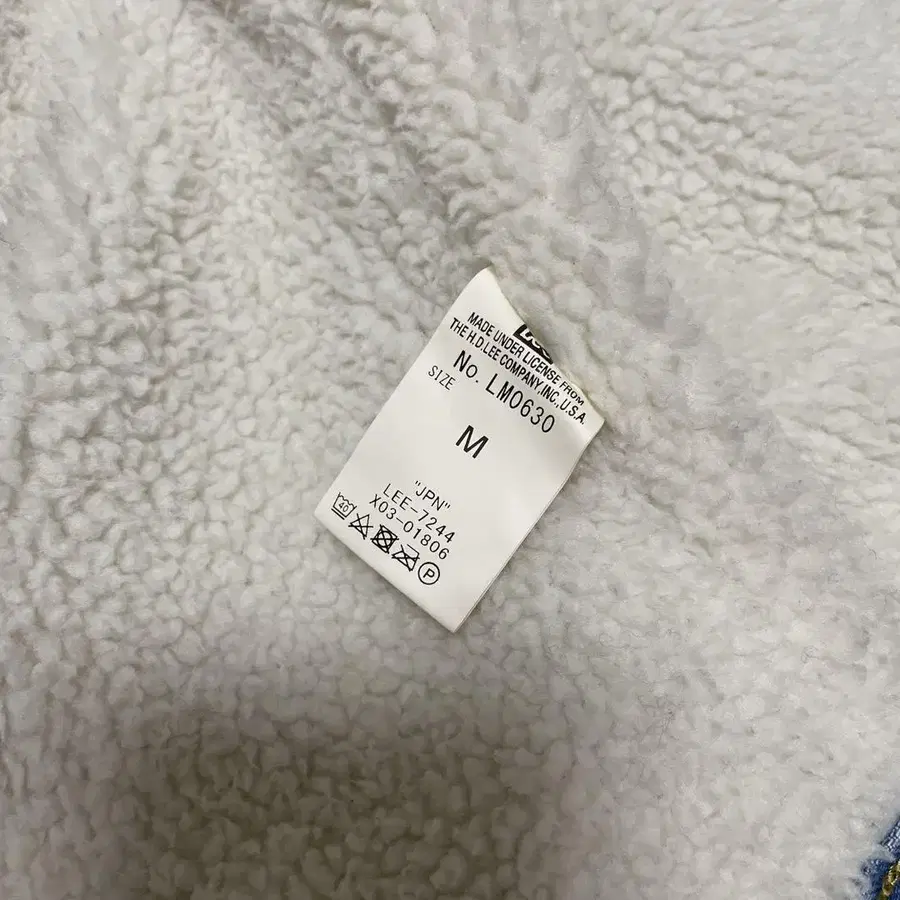 Lee
MADE UNDER LICENSE FROM
THE H.D.LEE COMPANY,INC.,U.S.A.
No. LM0630
SIZE
M
"JPN"
LEE-7244
X03-01806
40
P